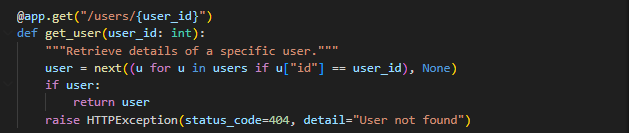 @app.get("/users/{user_id}")
def get_user(user_id: int):
    """Retrieve details of a specific user."""
    user = next((u for u in users if u["id"] == user_id), None)
    if user:
        return user
    raise HTTPException(status_code=404, detail="User not found")